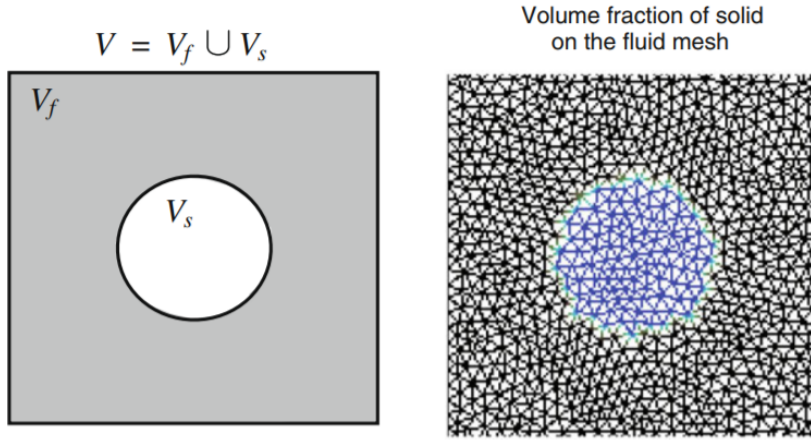 V = V_f ∪ V_s
V_f
V_s
Volume fraction of solid
on the fluid mesh